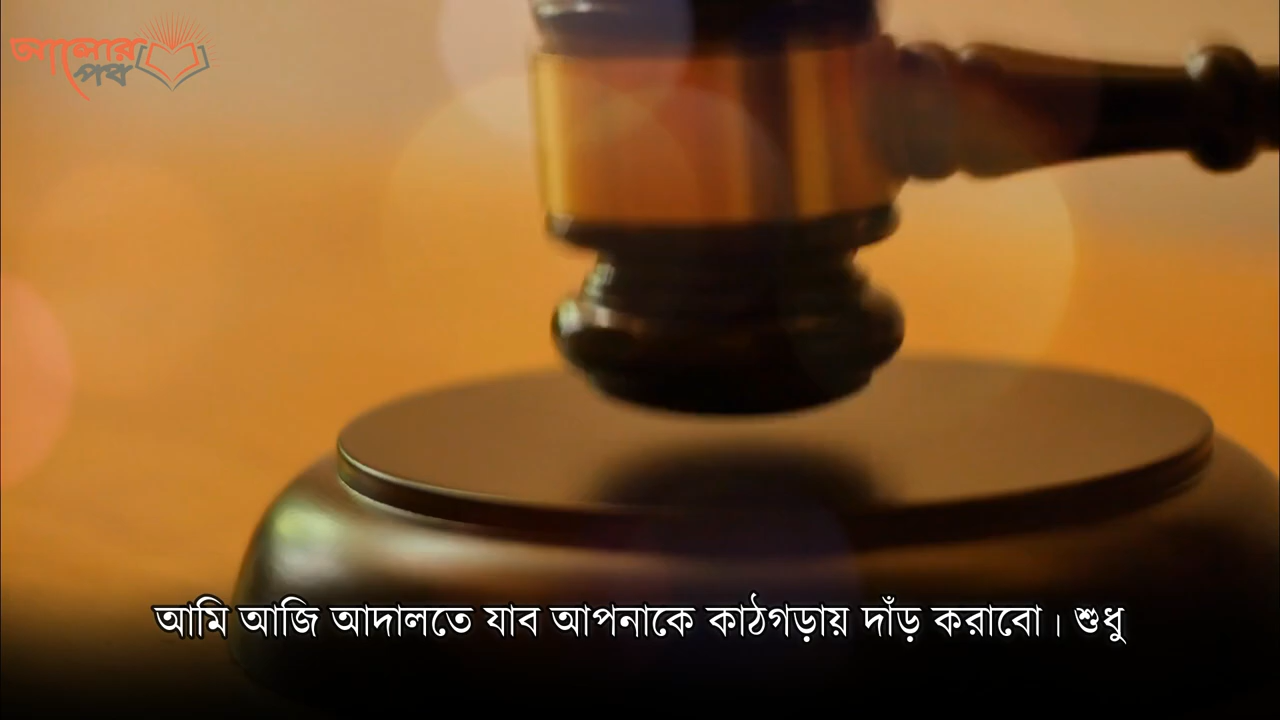 আলোর
পথ
আমি আজি আদালতে যাব আপনাকে কাঠগড়ায় দাঁড় করাবো। শুধু